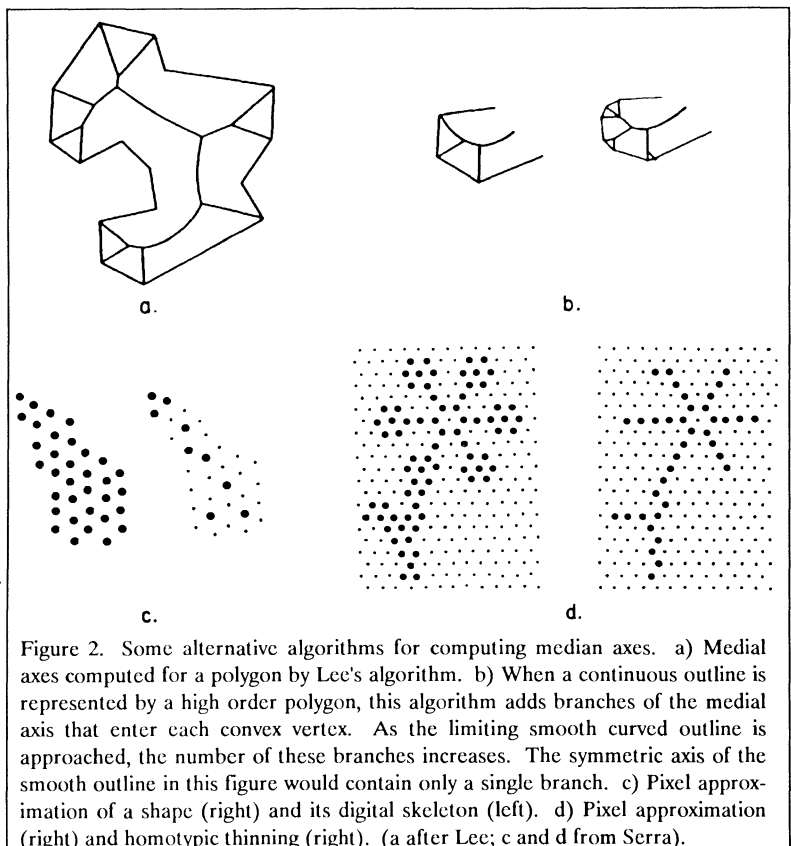 a.
b.
c.
d.
Figure 2. Some alternative algorithms for computing median axes. a) Medial
axes computed for a polygon by Lee's algorithm. b) When a continuous outline is
represented by a high order polygon, this algorithm adds branches of the medial
axis that enter each convex vertex. As the limiting smooth curved outline is
approached, the number of these branches increases. The symmetric axis of the
smooth outline in this figure would contain only a single branch. c) Pixel approx-
imation of a shape (right) and its digital skeleton (left). d) Pixel approximation
(right) and homotypic thinning (right). (a after Lee; c and d from Serra).